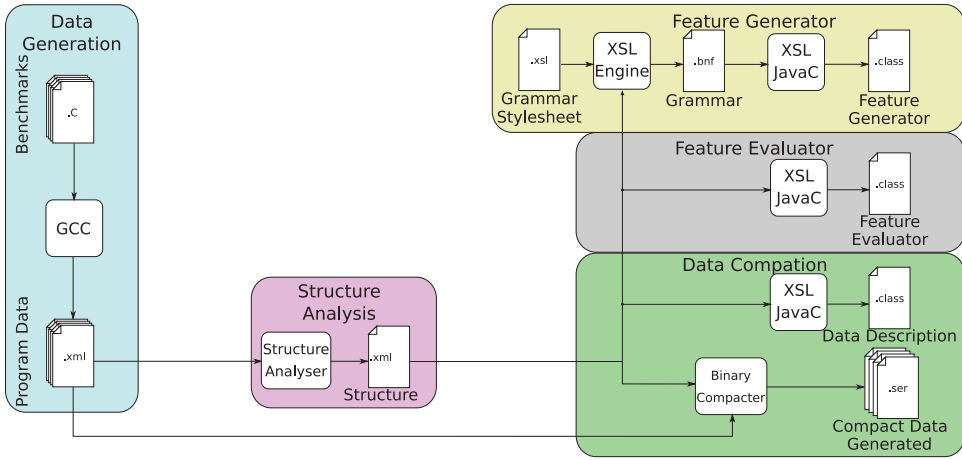 Data
Generation
Benchmarks
.C
GCC
Program Data
.xml
Structure
Analysis
Structure
Analyser
.xml
Structure
Feature Generator
.xsl
Grammar
Stylesheet
XSL
Engine
.bnf
Grammar
XSL
JavaC
.class
Feature
Generator
Feature Evaluator
XSL
JavaC
.class
Feature
Evaluator
Data Compation
XSL
JavaC
.class
Data Description
Binary
Compacter
.ser
Compact Data
Generated